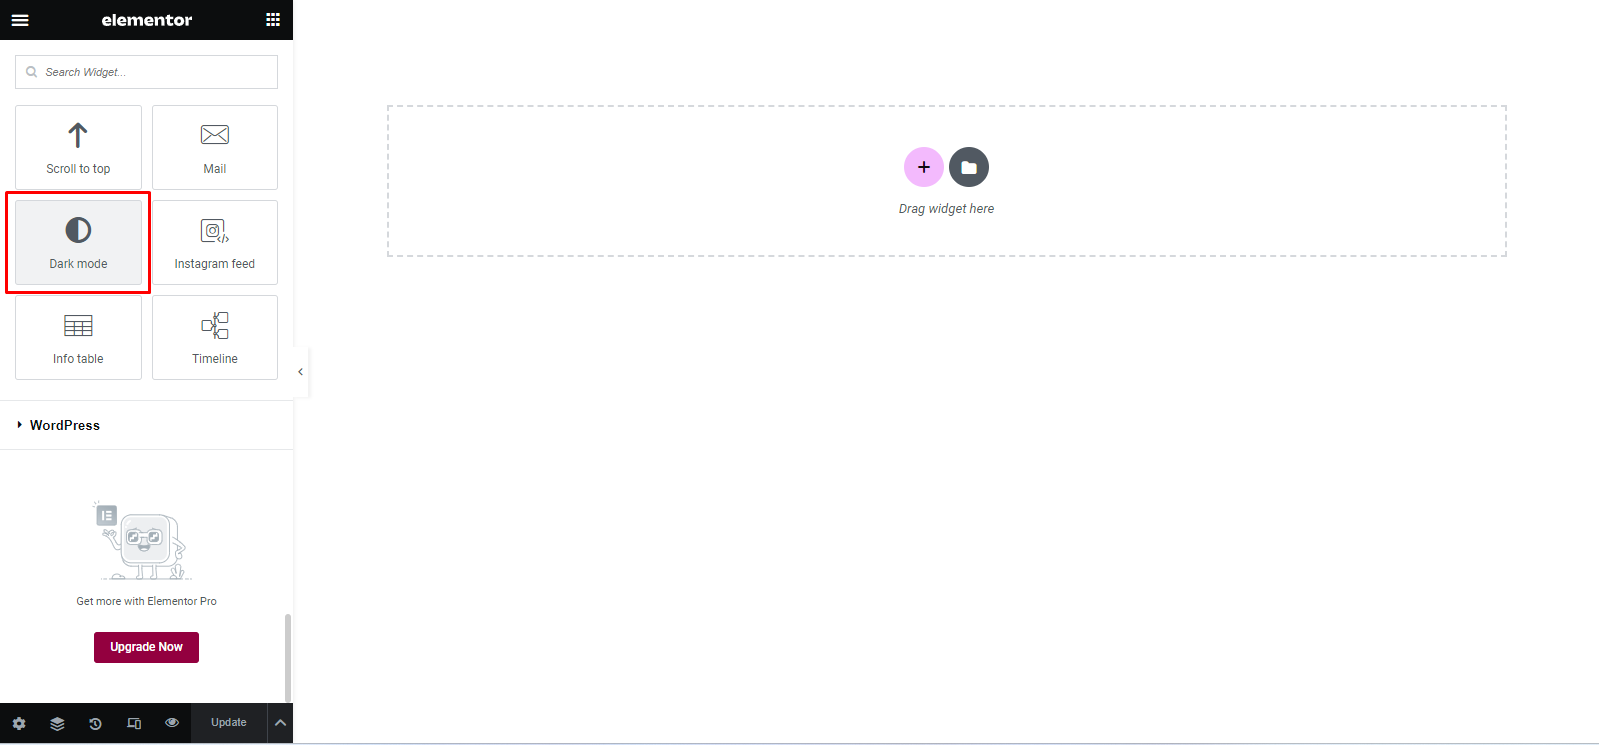 elementor
Search Widget...
Scroll to top
Mail
Dark mode
Instagram feed
Info table
Timeline
WordPress
Get more with Elementor Pro
Upgrade Now
Update
Drag widget here